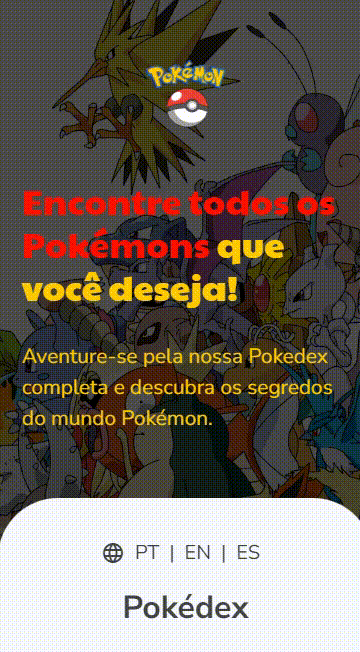 POKéMON
Encontre todos os
Pokémons que
você deseja!
Aventure-se pela nossa Pokedex
completa e descubra os segredos
do mundo Pokémon.
PT | EN | ES
Pokédex